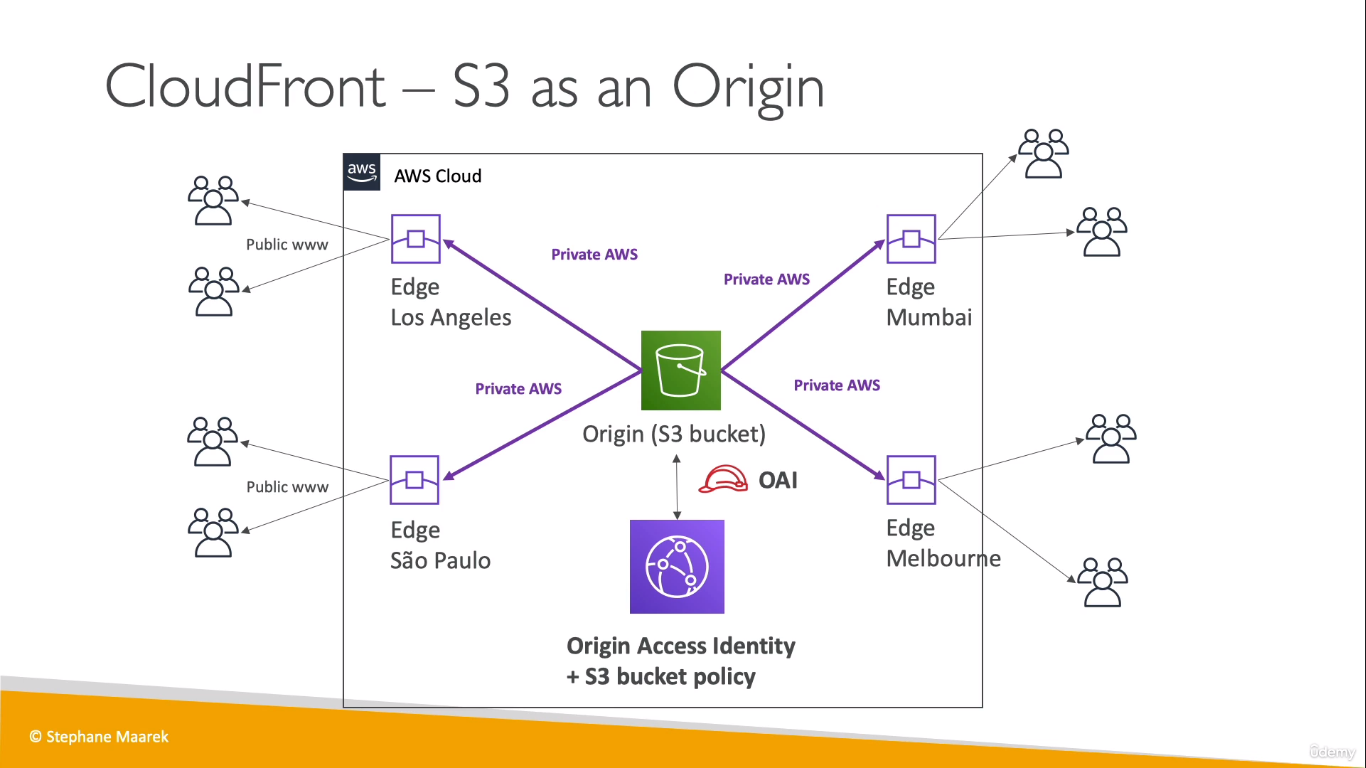 CloudFront – S3 as an Origin
aws
AWS Cloud
Public www
Edge
Los Angeles
Private AWS
Private AWS
Edge
Mumbai
Private AWS
Private AWS
Origin (S3 bucket)
OAI
Public www
Edge
São Paulo
Edge
Melbourne
Origin Access Identity
+ S3 bucket policy
© Stephane Maarek
ûdemy